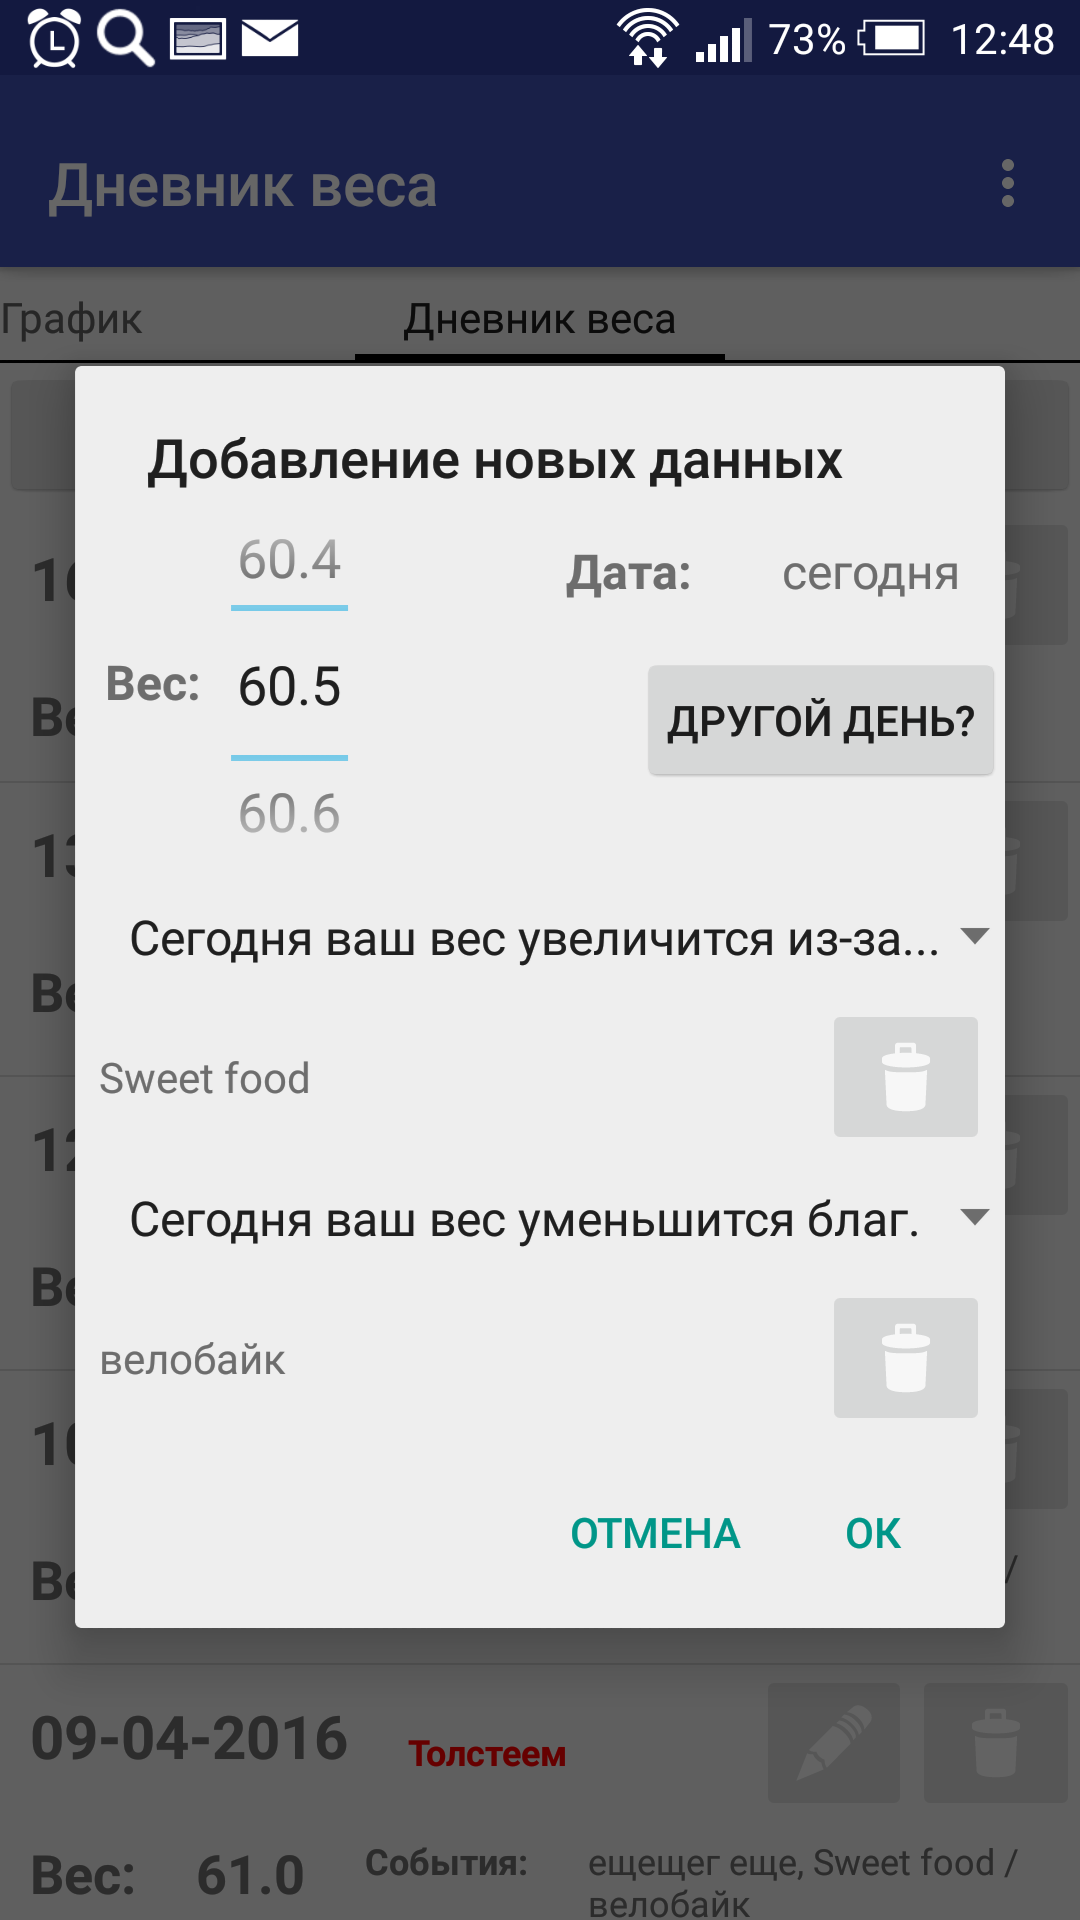 73% 12:48
Дневник веса
График Дневник веса
Добавление новых данных
60.4
Дата: сегодня
Вес: 60.5
ДРУГОЙ ДЕНЬ?
60.6
Сегодня ваш вес увеличится из-за...
Sweet food
Сегодня ваш вес уменьшится благ.
велобайк
ОТМЕНА ОК
09-04-2016 Толстеем
Вес: 61.0 События: ещещег еще, Sweet food /
велобайк